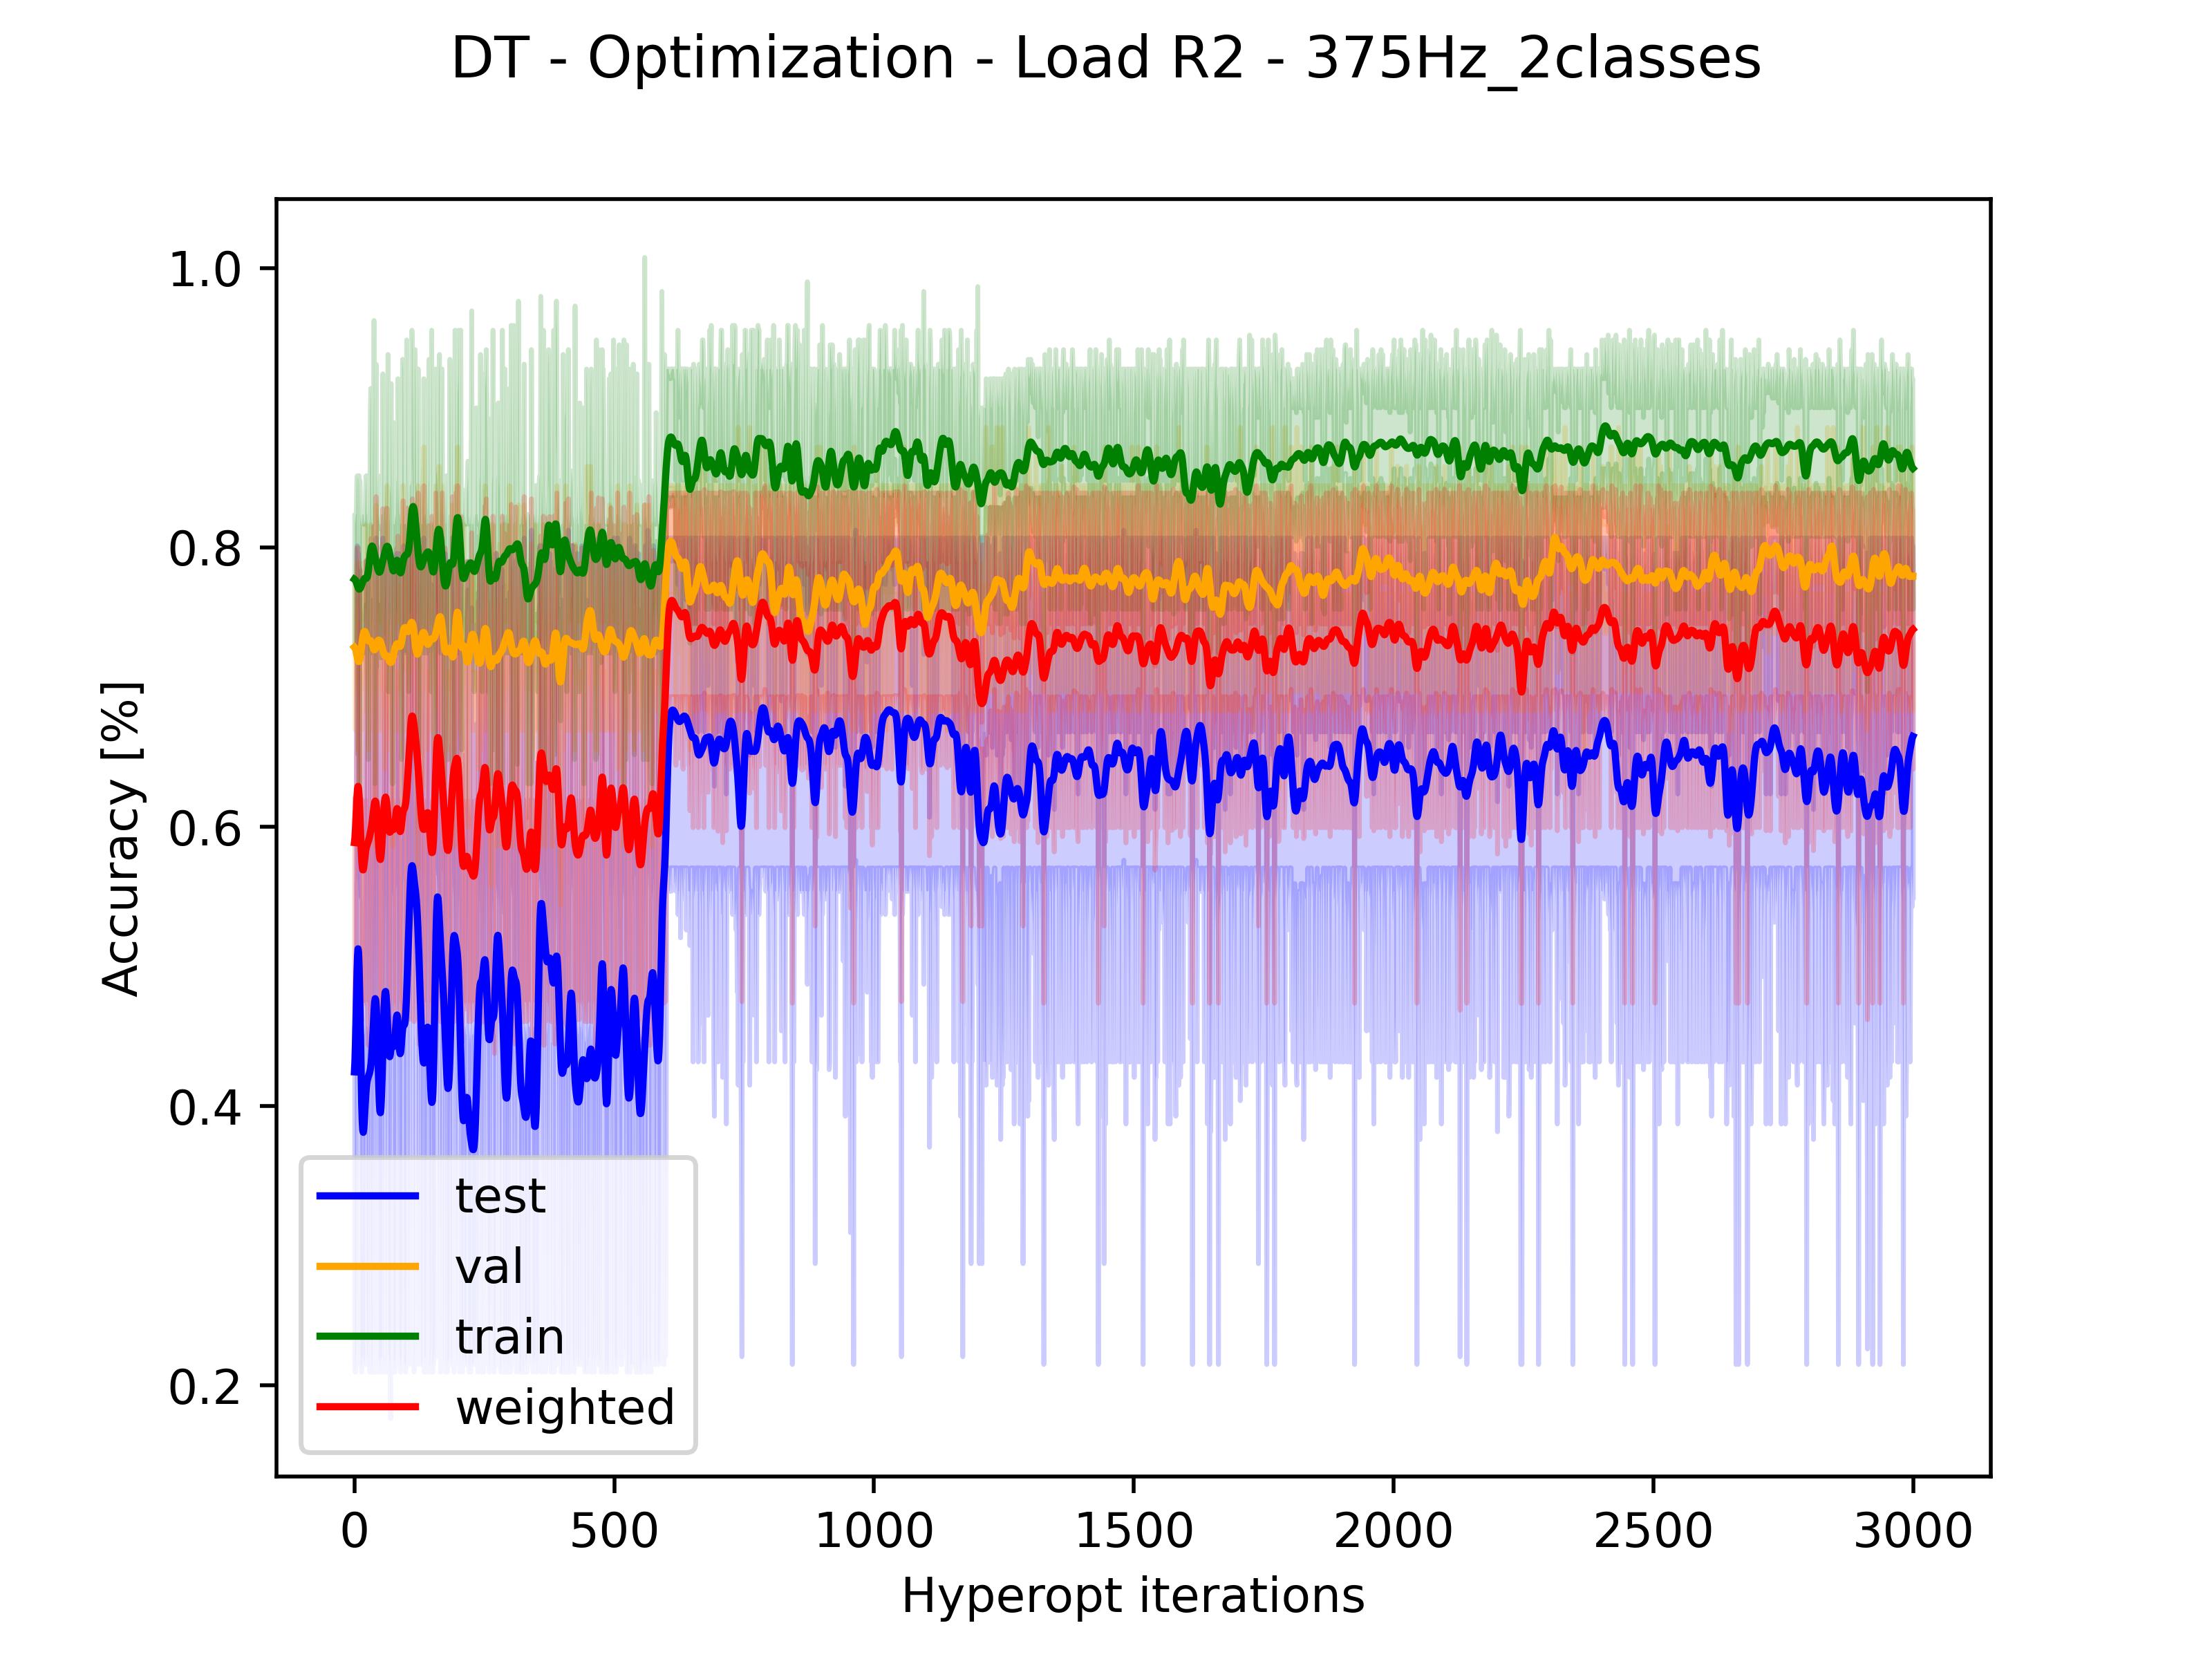 DT - Optimization - Load R2 - 375Hz_2classes
1.0
0.8
0.6
0.4
0.2
Accuracy [%]
test
val
train
weighted
0 500 1000 1500 2000 2500 3000
Hyperopt iterations